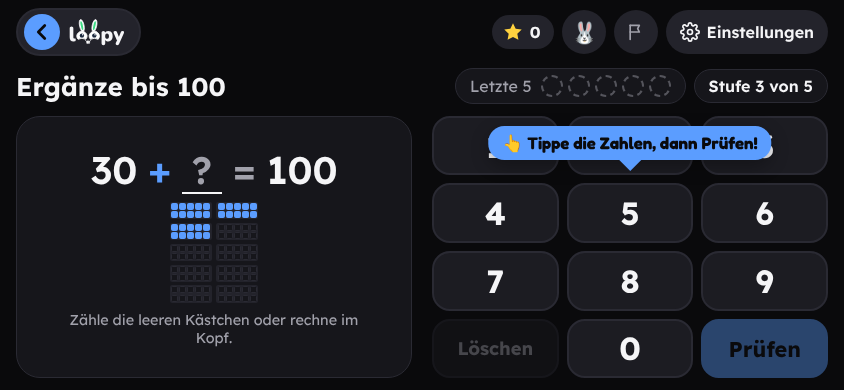 loopy
0
Einstellungen
Ergänze bis 100
Letzte 5
Stufe 3 von 5
30 + ? = 100
Zähle die leeren Kästchen oder rechne im
Kopf.
👆 Tippe die Zahlen, dann Prüfen!
4 5 6
7 8 9
Löschen 0 Prüfen